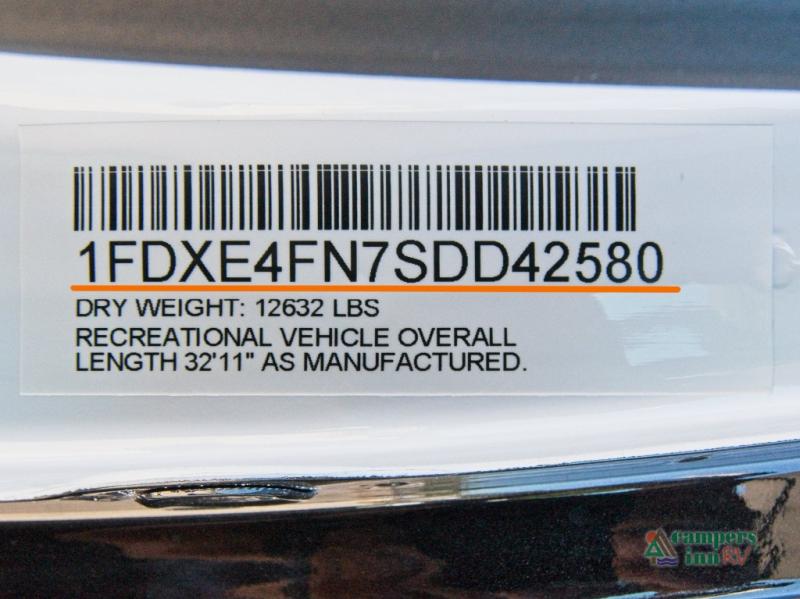 1FDXE4FN7SDD42580
DRY WEIGHT: 12632 LBS
RECREATIONAL VEHICLE OVERALL
LENGTH 32'11" AS MANUFACTURED.
campers
inn RV